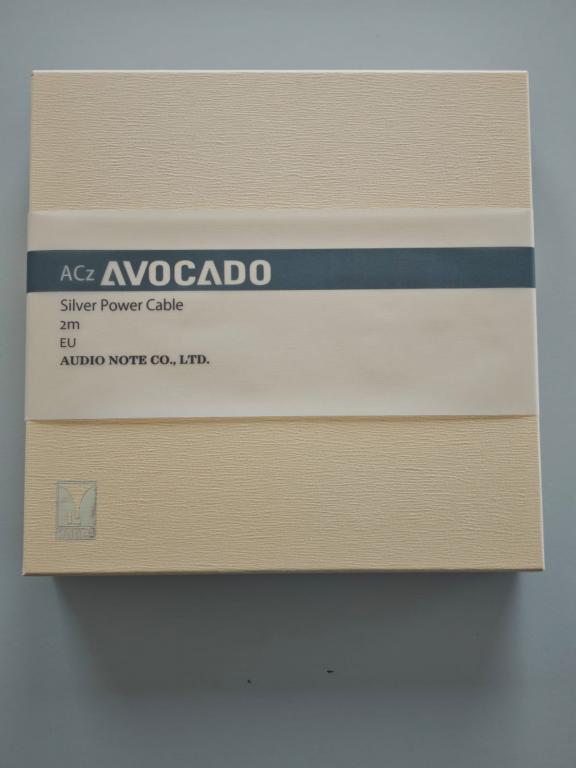 ACz AVOCADO
Silver Power Cable
2m
EU
AUDIO NOTE CO., LTD.